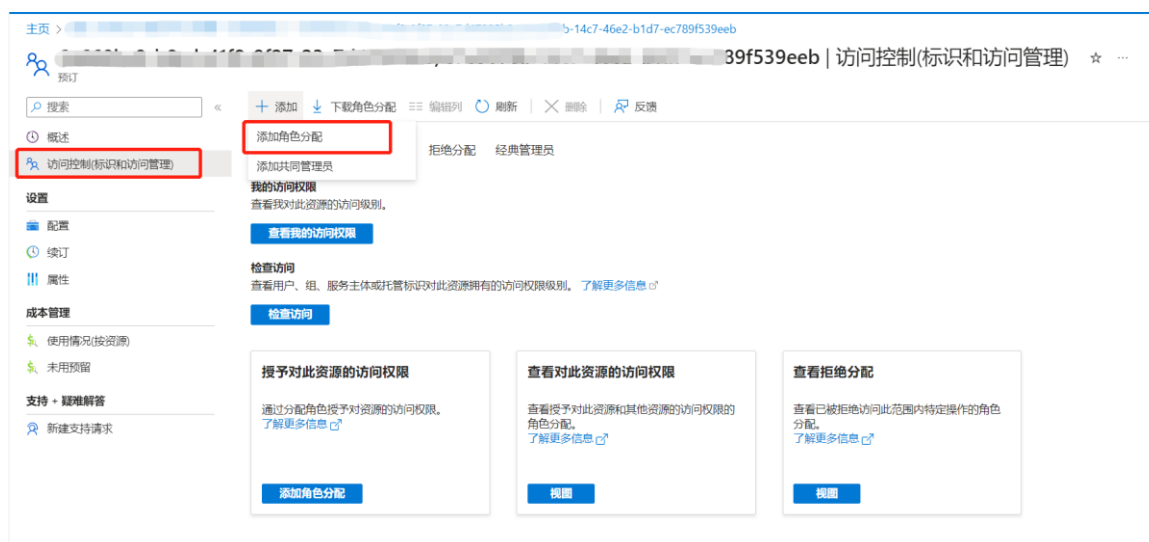 主页 >
b-14c7-46e2-b1d7-ec789f539eeb
39f539eeb | 访问控制(标识和访问管理) ☆ ···
预订
搜索 «
+ 添加 下载角色分配 编辑列 刷新 删除 反馈
添加角色分配
添加共同管理员
拒绝分配 经典管理员
概述
访问控制(标识和访问管理)
设置
配置
续订
属性
成本管理
使用情况(按资源)
未用预留
支持 + 疑难解答
新建支持请求
我的访问权限
查看我对此资源的访问级别。
查看我的访问权限
检查访问
查看用户、组、服务主体或托管标识对此资源拥有的访问权限级别。 了解更多信息
检查访问
授予对此资源的访问权限
通过分配角色授予对资源的访问权限。
了解更多信息
添加角色分配
查看对此资源的访问权限
查看授予对此资源和其他资源的访问权限的
角色分配。
了解更多信息
视图
查看拒绝分配
查看已被拒绝访问此范围内特定操作的角色
分配。
了解更多信息
视图